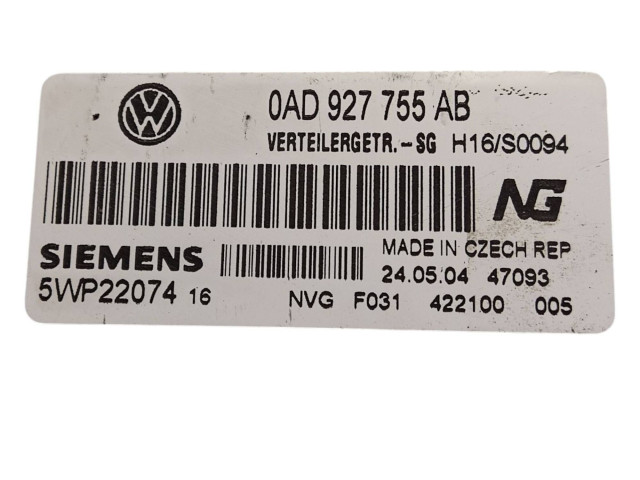 VW
0AD 927 755 AB
VERTEILERGETR.-SG H16/S0094
NG
SIEMENS
MADE IN CZECH REP
24.05.04 47093
5WP22074 16
NVG F031 422100 005